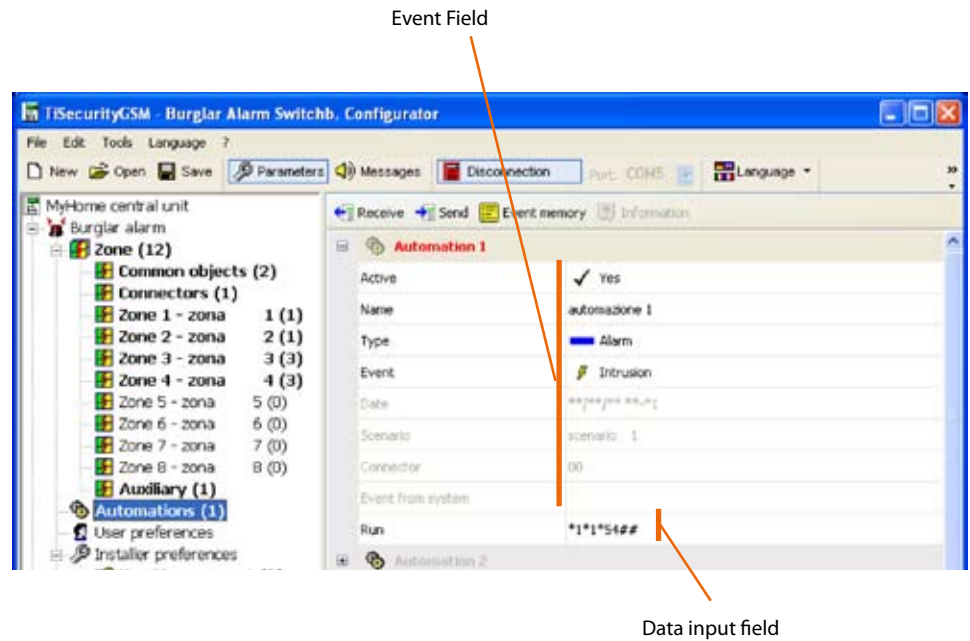 Event Field
TiSecurityGSM - Burglar Alarm Switchb. Configurator
File Edit Tools Language ?
New Open Save Parameters Messages Disconnection Port: COM5 Language »
MyHome central unit
Receive Send Event memory Information
Burglar alarm
Zone (12)
Common objects (2)
Connectors (1)
Zone 1 - zona 1 (1)
Zone 2 - zona 2 (1)
Zone 3 - zona 3 (3)
Zone 4 - zona 4 (3)
Zone 5 - zona 5 (0)
Zone 6 - zona 6 (0)
Zone 7 - zona 7 (0)
Zone 8 - zona 8 (0)
Auxiliary (1)
Automations (1)
User preferences
Installer preferences
Automation 1
Active Yes
Name automazione 1
Type Alarm
Event Intrusion
Date
Scenario scenario 1
Connector 00
Event from system
Run *1*1*54##
Automation 2
Data input field